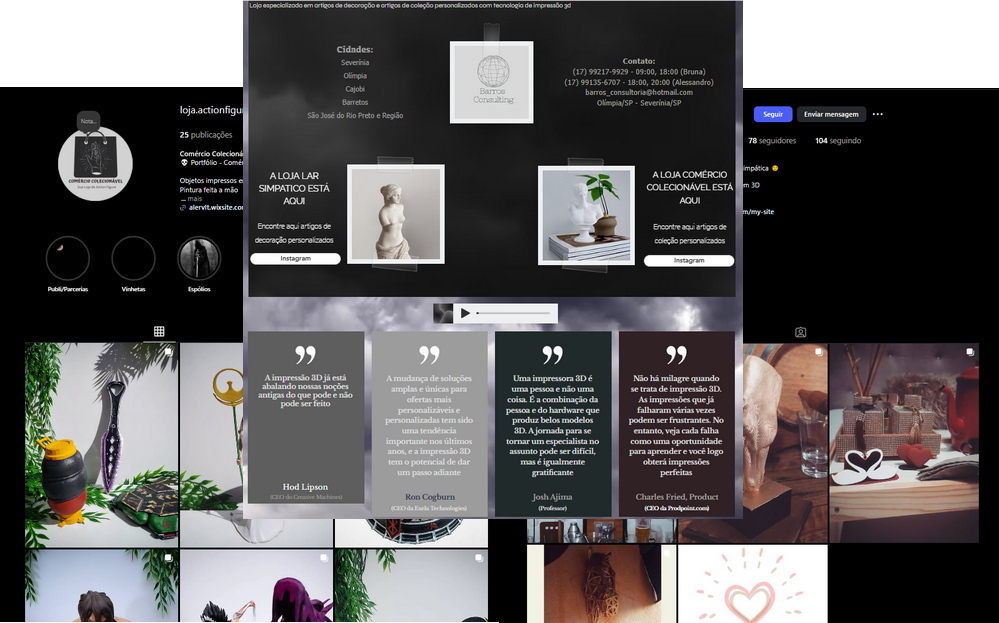 Loja especializada em artigos de decoração e artigos de coleção personalizados com tecnologia de impressão 3d
Cidades:
Severínia
Olímpia
Cajobi
Barretos
São José do Rio Preto e Região
Barros
Consulting
Contato:
(17) 99217-9929 - 09:00, 18:00 (Bruna)
(17) 99135-6707 - 18:00, 20:00 (Alessandro)
barros_consultoria@hotmail.com
Olímpia/SP - Severínia/SP
A LOJA LAR
SIMPATICO ESTÁ
AQUI
Encontre aqui artigos de
decoração personalizados
Instagram
A LOJA COMÉRCIO
COLECIONÁVEL ESTÁ
AQUI
Encontre aqui artigos de
coleção personalizados
Instagram
A impressão 3D já está
abalando nossas noções
antigas do que pode e não
pode ser feito
Hod Lipson
(CEO do Creative Machines)
A mudança de soluções
amplas e únicas para
ofertas mais
personalizáveis e
personalizadas tem sido
uma tendência
importante nos últimos
anos, e a impressão 3D
tem o potencial de dar
um passo adiante
Ron Cogburn
Uma impressora 3D é
uma pessoa e não uma
coisa. É a combinação da
pessoa e do hardware que
produz belos modelos
3D. A jornada para se
tornar um especialista no
assunto pode ser difícil,
mas é igualmente
gratificante
Josh Ajima
(Professor)
Não há milagre quando
se trata de impressão 3D.
As impressões que já
falharam várias vezes
podem ser frustrantes. No
entanto, veja cada falha
como uma oportunidade
para aprender e você logo
obterá impressões
perfeitas
Charles Fried, Product
(CEO da Prodpoint.com)
Nota...
COMÉRCIO COLECIONÁVEL
loja.actionfigu
25 publicações
Comércio Colecioná
Portfólio - Comé
Objetos impressos e
Pintura feita a mão
... mais
alervit.wixsite.co
Publi/Parcerias
Vinhetas
Espólios
Seguir
Enviar mensagem
78 seguidores
104 seguindo
impática
m 3D
m/my-site